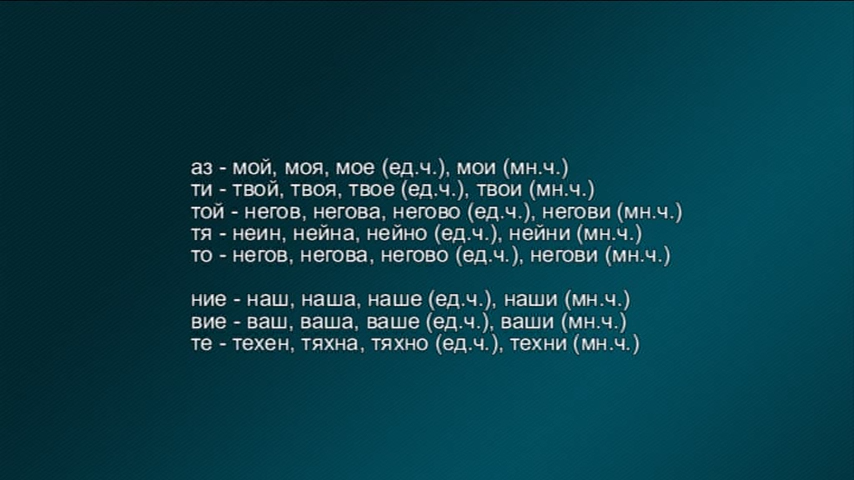 аз - мой, моя, мое (ед.ч.), мои (мн.ч.)
ти - твой, твоя, твое (ед.ч.), твои (мн.ч.)
той - негов, негова, негово (ед.ч.), негови (мн.ч.)
тя - неин, нейна, нейно (ед.ч.), нейни (мн.ч.)
то - негов, негова, негово (ед.ч.), негови (мн.ч.)
ние - наш, наша, наше (ед.ч.), наши (мн.ч.)
вие - ваш, ваша, ваше (ед.ч.), ваши (мн.ч.)
те - техен, тяхна, тяхно (ед.ч.), техни (мн.ч.)